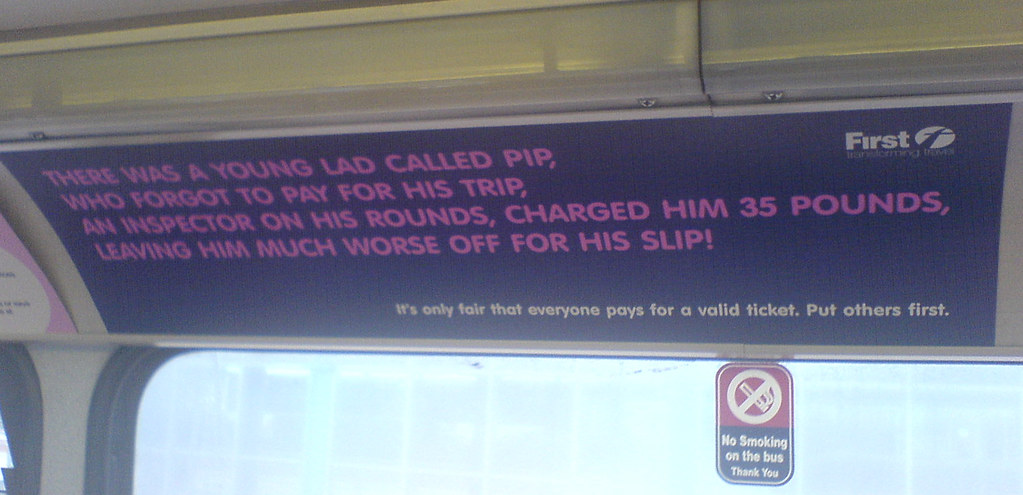 THERE WAS A YOUNG LAD CALLED PIP,
WHO FORGOT TO PAY FOR HIS TRIP,
AN INSPECTOR ON HIS ROUNDS, CHARGED HIM 35 POUNDS,
LEAVING HIM MUCH WORSE OFF FOR HIS SLIP!
First
transforming travel
It's only fair that everyone pays for a valid ticket. Put others first.
No Smoking
on the bus
Thank You